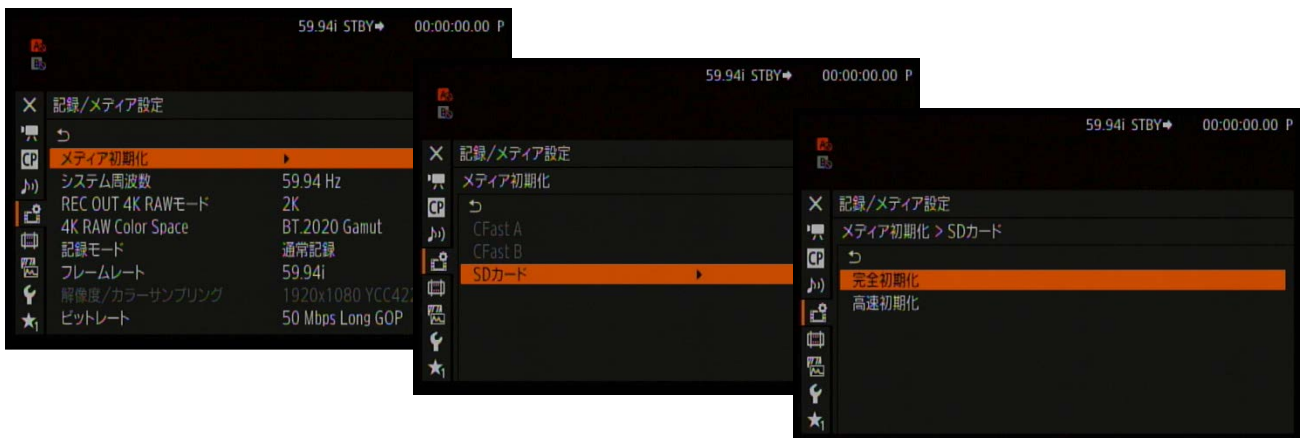 59.94i STBY 00:00:00.00 P
A
B
記録/メディア設定
メディア初期化
システム周波数 59.94 Hz
REC OUT 4K RAWモード 2K
CP
4K RAW Color Space BT.2020 Gamut
記録モード 通常記録
フレームレート 59.94i
解像度/カラーサンプリング 1920x1080 YCC422
ビットレート 50 Mbps Long GOP
1
59.94i STBY 00:00:00.00 P
A
B
記録/メディア設定
メディア初期化
CP
CFast A
CFast B
SDカード
1
59.94i STBY 00:00:00.00 P
A
B
記録/メディア設定
メディア初期化 > SDカード
CP
完全初期化
高速初期化
1